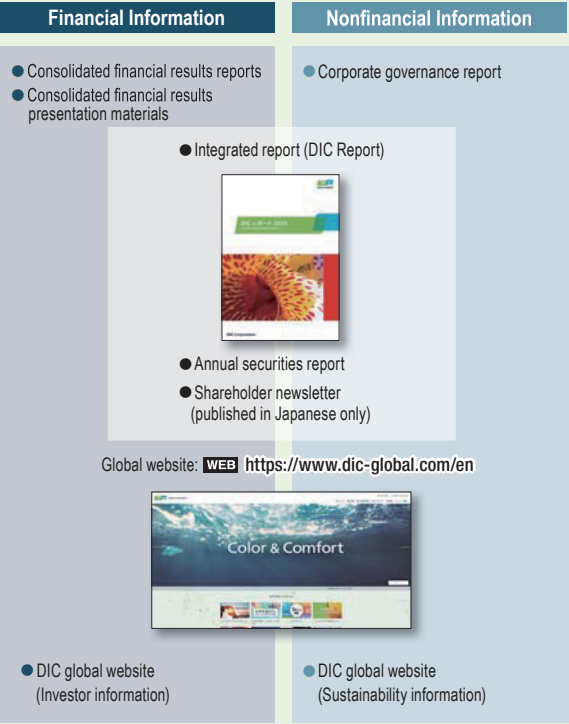 Financial Information
Nonfinancial Information
● Consolidated financial results reports
● Consolidated financial results
presentation materials
● Corporate governance report
● Integrated report (DIC Report)
DIC レポート 2023
DIC Corporation
● Annual securities report
● Shareholder newsletter
(published in Japanese only)
Global website: WEB https://www.dic-global.com/en
Color & Comfort
● DIC global website
(Investor information)
● DIC global website
(Sustainability information)